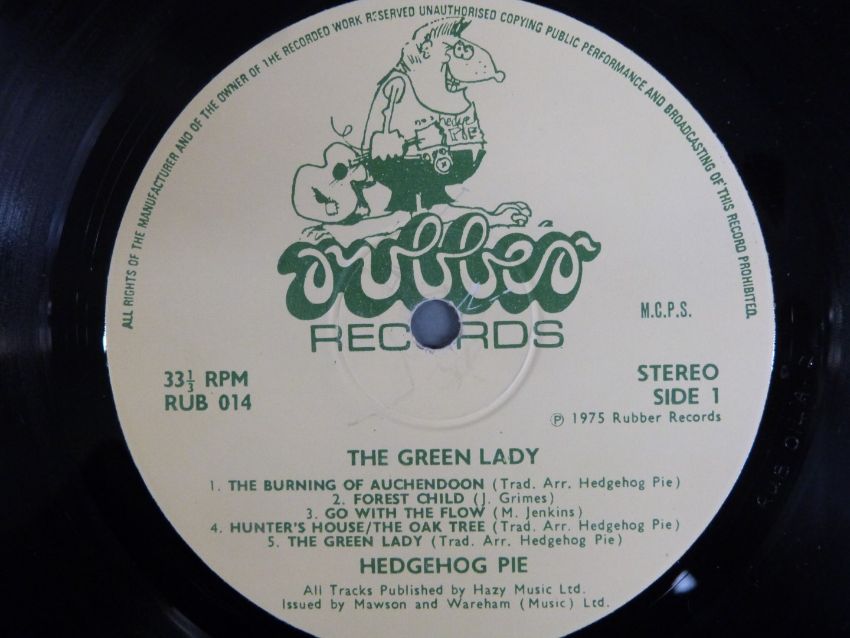 ALL RIGHTS OF THE MANUFACTURER AND OF THE OWNER OF THE RECORDED WORK RESERVED UNAUTHORISED COPYING PUBLIC PERFORMANCE AND BROADCASTING OF THIS RECORD PROHIBITED.
hedge
PIE
Rubber
RECORDS
M.C.P.S.
33⅓ RPM
RUB 014
STEREO
SIDE 1
℗ 1975 Rubber Records
THE GREEN LADY
1. THE BURNING OF AUCHENDOON (Trad. Arr. Hedgehog Pie)
2. FOREST CHILD (J. Grimes)
3. GO WITH THE FLOW (M. Jenkins)
4. HUNTER'S HOUSE/THE OAK TREE (Trad. Arr. Hedgehog Pie)
5. THE GREEN LADY (Trad. Arr. Hedgehog Pie)
HEDGEHOG PIE
All Tracks Published by Hazy Music Ltd.
Issued by Mawson and Wareham (Music) Ltd.